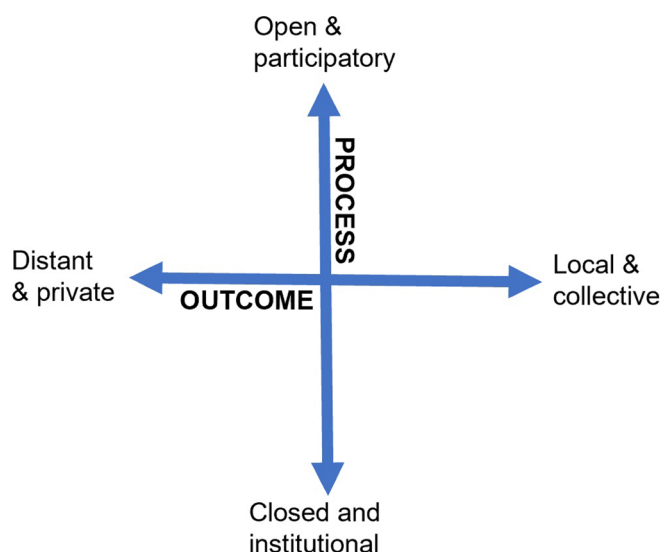 Open &
participatory
PROCESS
Distant
& private
OUTCOME
Local &
collective
Closed and
institutional